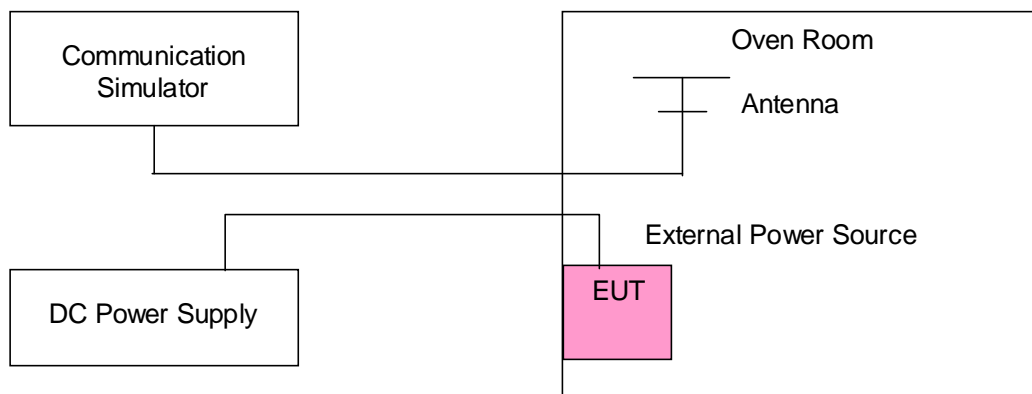 Communication
Simulator
Oven Room
Antenna
External Power Source
EUT
DC Power Supply